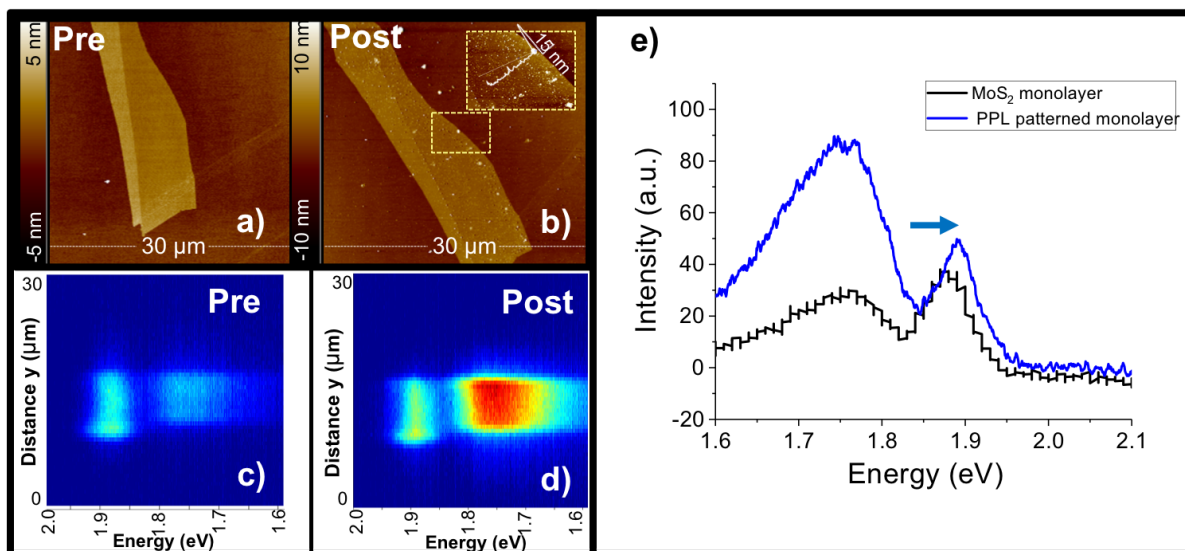 Pre
5 nm
-5 nm
a)
30 µm
Post
10 nm
-10 nm
15 nm
b)
30 µm
Pre
30
0
Distance y (µm)
c)
2.0 1.9 1.8 1.7 1.6
Energy (eV)
Post
30
0
Distance y (µm)
d)
2.0 1.9 1.8 1.7 1.6
Energy (eV)
e)
MoS₂ monolayer
PPL patterned monolayer
Intensity (a.u.)
100
80
60
40
20
0
-20
1.6 1.7 1.8 1.9 2.0 2.1
Energy (eV)